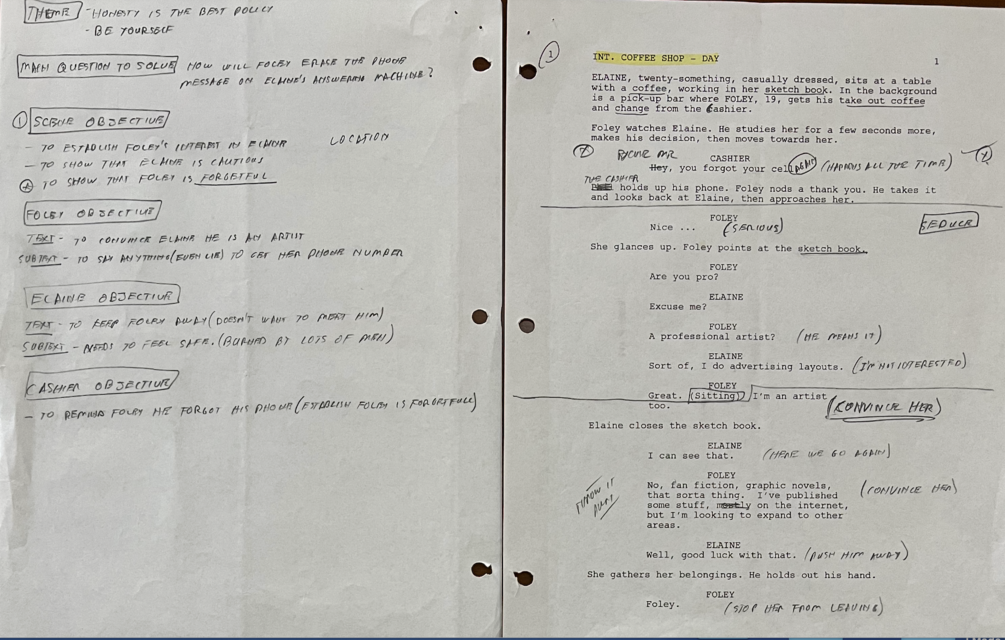 THEME - HONESTY IS THE BEST POLICY
- BE YOURSELF
MAIN QUESTION TO SOLVE HOW WILL FOLEY ERASE THE PHONE
MESSAGE ON ELAINE'S ANSWERING MACHINE?
1 SCENE OBJECTIVE
- TO ESTABLISH FOLEY'S INTEREST IN ELAINE LOCATION
- TO SHOW THAT ELAINE IS CAUTIOUS
* TO SHOW THAT FOLEY IS FORGETFUL
FOLEY OBJECTIVE
TEXT - TO CONVINCE ELAINE HE IS AN ARTIST
SUBTEXT - TO SAY ANYTHING (EVEN LIE) TO GET HER PHONE NUMBER
ELAINE OBJECTIVE
TEXT - TO KEEP FOLEY AWAY (DOESN'T WANT TO MEET HIM)
SUBTEXT - NEEDS TO FEEL SAFE. (BURNED BY LOTS OF MEN)
CASHIER OBJECTIVE
- TO REMIND FOLEY HE FORGOT HIS PHONE (ESTABLISH FOLEY IS FORGETFULL)
1
INT. COFFEE SHOP - DAY 1
ELAINE, twenty-something, casually dressed, sits at a table
with a coffee, working in her sketch book. In the background
is a pick-up bar where FOLEY, 19, gets his take out coffee
and change from the Cashier.
Foley watches Elaine. He studies her for a few seconds more,
makes his decision, then moves towards her.
MR
CASHIER
Hey, you forgot your cell AGAIN (HAPPENS ALL THE TIME)
THE CASHIER
holds up his phone. Foley nods a thank you. He takes it
and looks back at Elaine, then approaches her.
FOLEY
Nice ... (SERIOUS) SEDUCE
She glances up. Foley points at the sketch book.
FOLEY
Are you pro?
ELAINE
Excuse me?
FOLEY
A professional artist? (HE MEANS IT)
ELAINE
Sort of, I do advertising layouts. (I'M NOT INTERESTED)
FOLEY
Great. (Sitting) I'm an artist
too. (CONVINCE HER)
Elaine closes the sketch book.
ELAINE
I can see that. (HERE WE GO AGAIN)
FOLEY
No, fan fiction, graphic novels, (CONVINCE HER)
that sorta thing. I've published
some stuff, mostly on the internet,
but I'm looking to expand to other
areas.
THROW IT
AWAY
ELAINE
Well, good luck with that. (PUSH HIM AWAY)
She gathers her belongings. He holds out his hand.
FOLEY
Foley. (STOP HER FROM LEAVING)